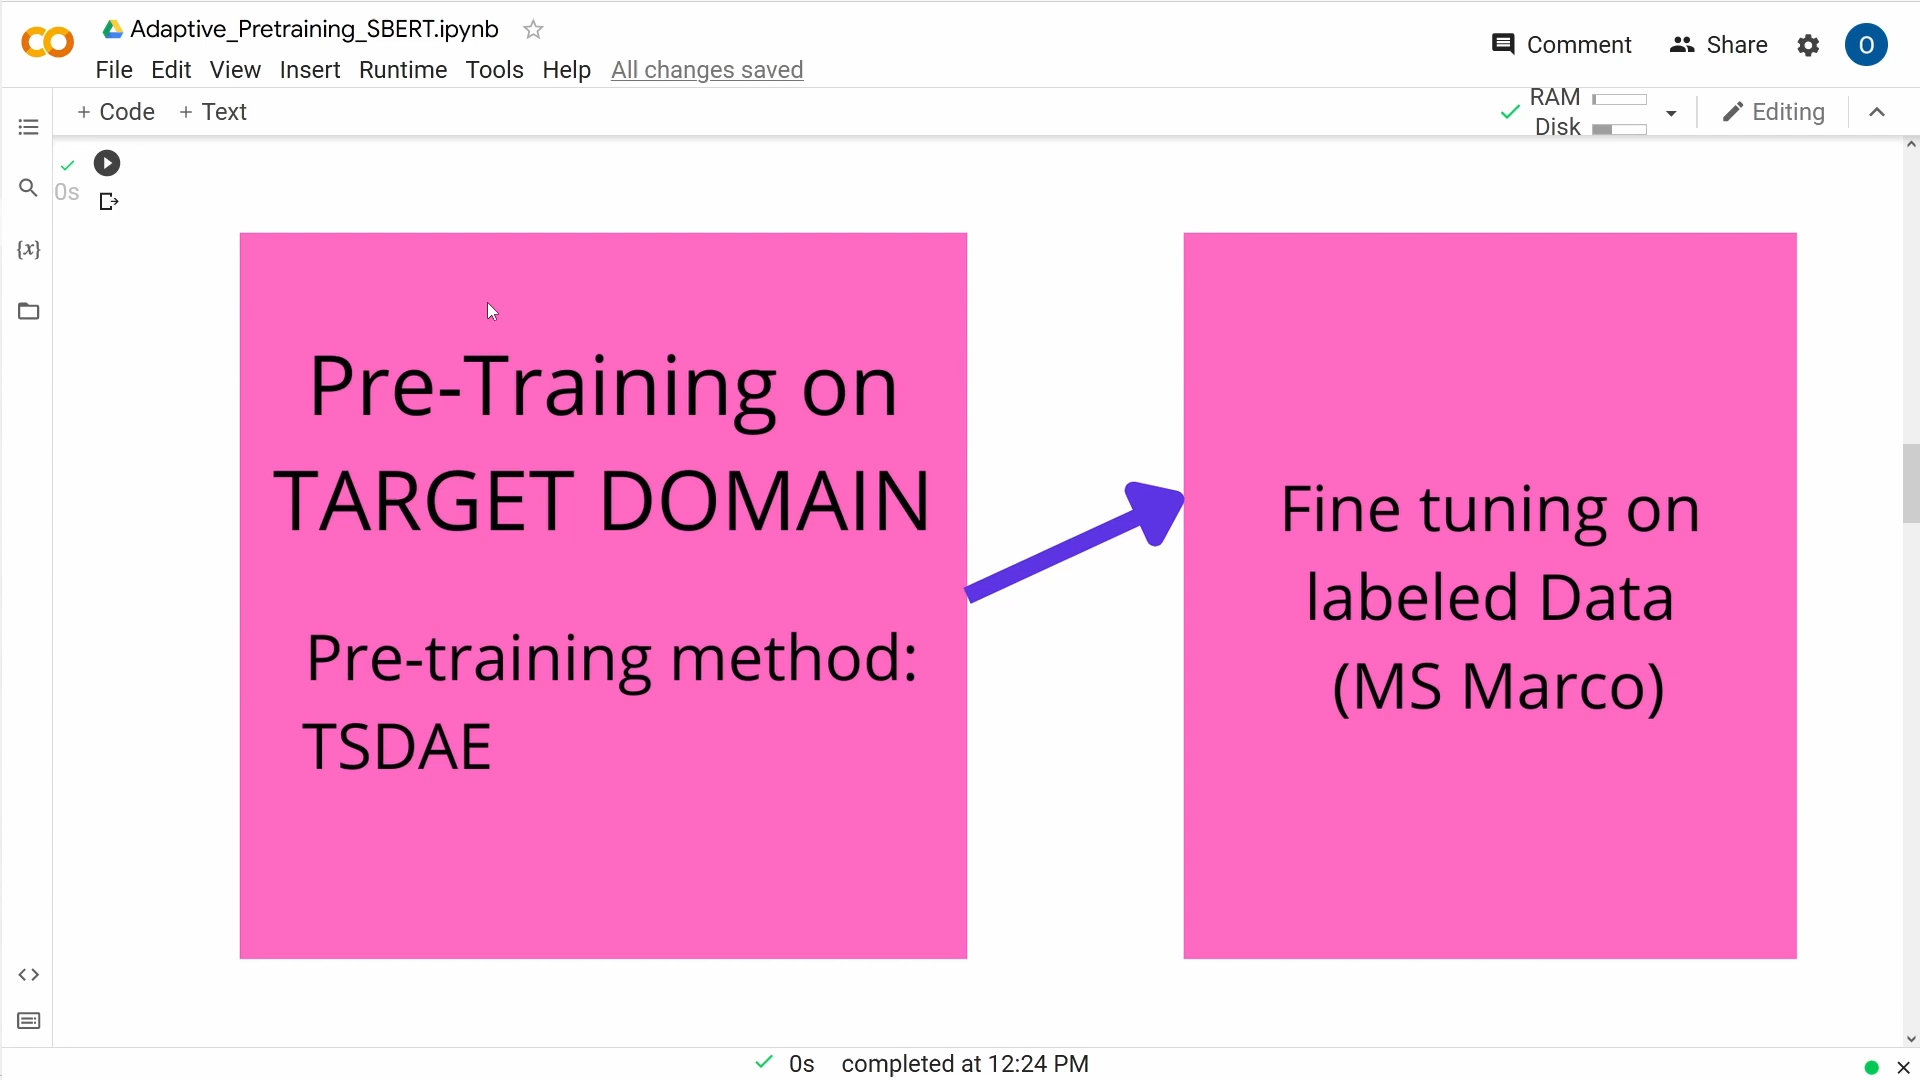 Adaptive_Pretraining_SBERT.ipynb
Comment Share O
File Edit View Insert Runtime Tools Help All changes saved
+ Code + Text
RAM
Disk
Editing
{x}
0s
Pre-Training on
TARGET DOMAIN
Pre-training method:
TSDAE
Fine tuning on
labeled Data
(MS Marco)
0s completed at 12:24 PM